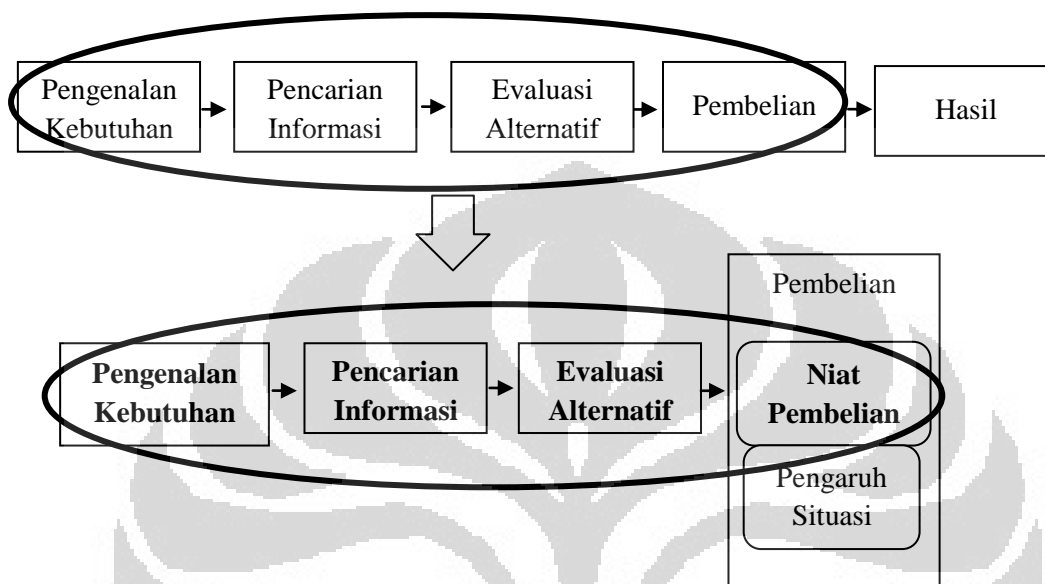 Pengenalan
Kebutuhan
Pencarian
Informasi
Evaluasi
Alternatif
Pembelian
Hasil
Pembelian
Pengenalan
Kebutuhan
Pencarian
Informasi
Evaluasi
Alternatif
Niat
Pembelian
Pengaruh
Situasi